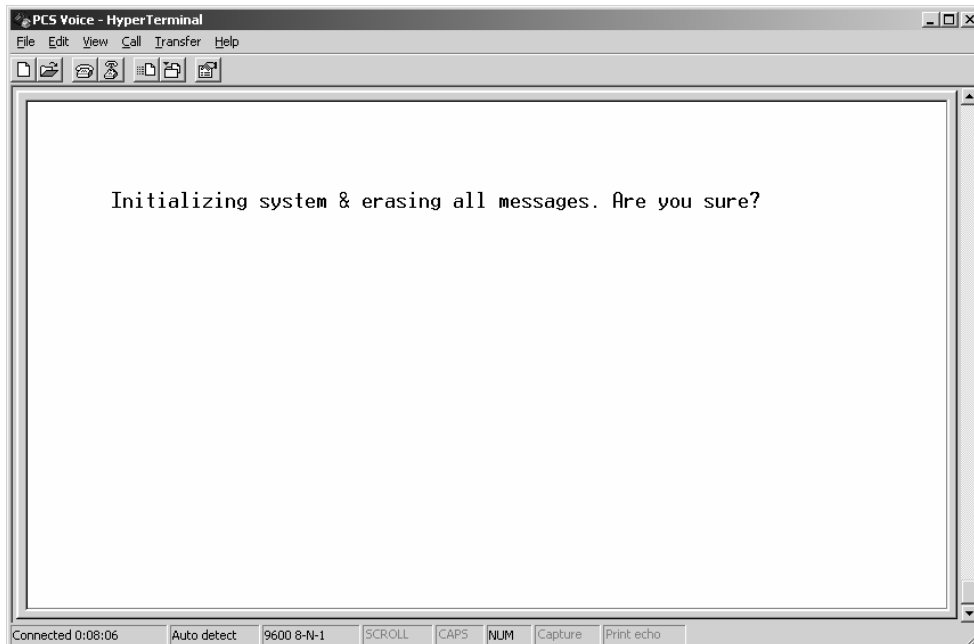 PCS Voice - HyperTerminal
File Edit View Call Transfer Help
Initializing system & erasing all messages. Are you sure?
Connected 0:08:06 Auto detect 9600 8-N-1 SCROLL CAPS NUM Capture Print echo